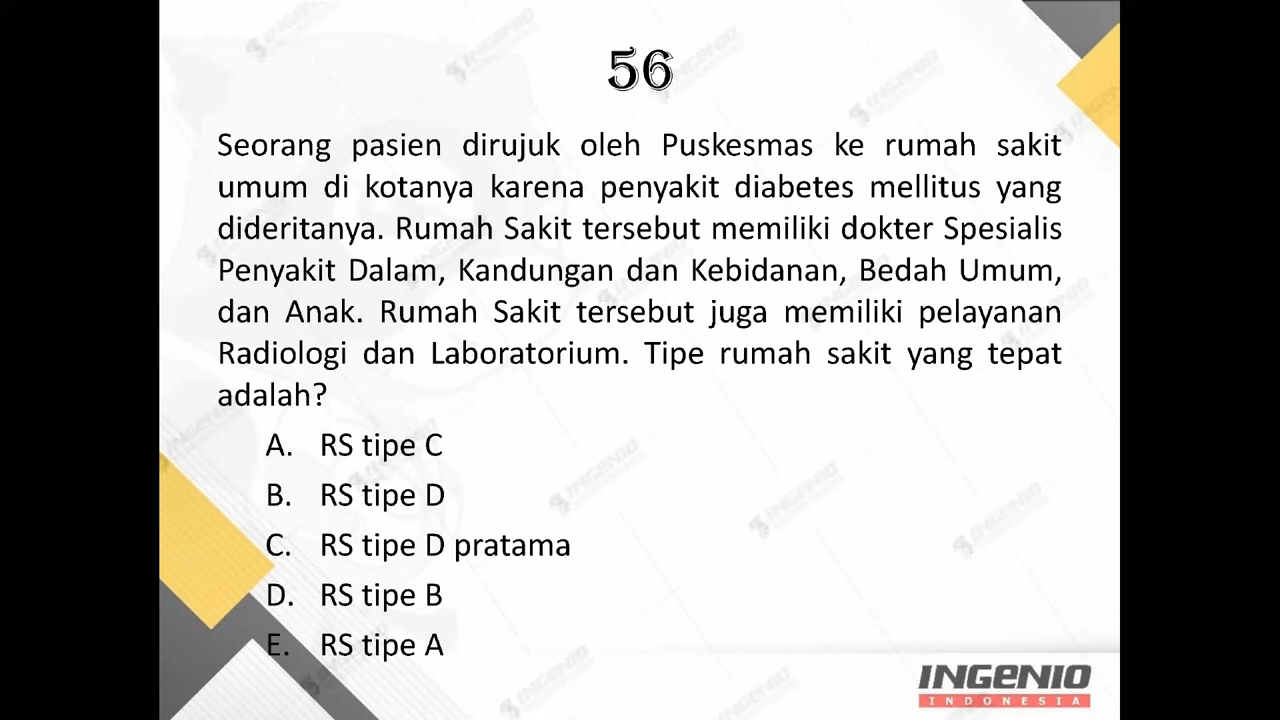 56
Seorang pasien dirujuk oleh Puskesmas ke rumah sakit
umum di kotanya karena penyakit diabetes mellitus yang
dideritanya. Rumah Sakit tersebut memiliki dokter Spesialis
Penyakit Dalam, Kandungan dan Kebidanan, Bedah Umum,
dan Anak. Rumah Sakit tersebut juga memiliki pelayanan
Radiologi dan Laboratorium. Tipe rumah sakit yang tepat
adalah?
A. RS tipe C
B. RS tipe D
C. RS tipe D pratama
D. RS tipe B
E. RS tipe A
INGENIO
INDONESIA